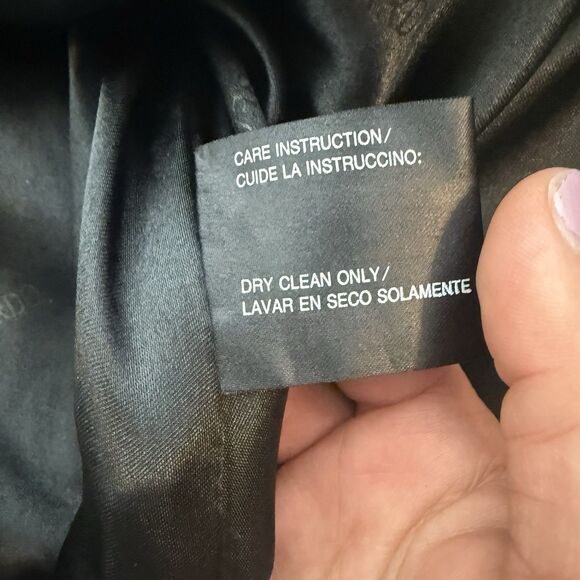 CARE INSTRUCTION/
CUIDE LA INSTRUCCINO:
DRY CLEAN ONLY/
LAVAR EN SECO SOLAMENTE